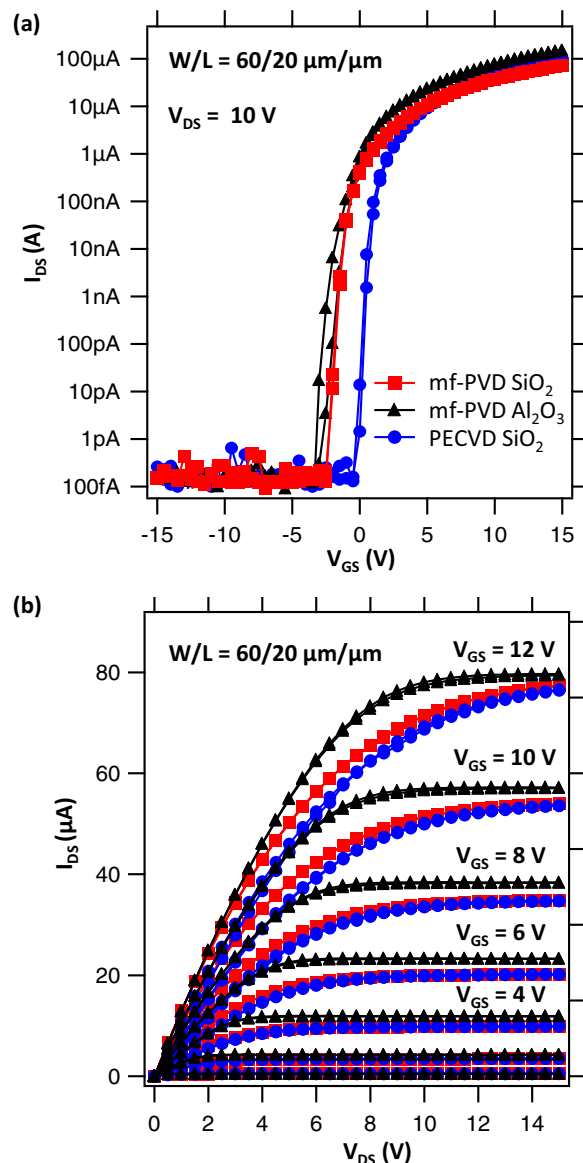 (a)
W/L = 60/20 µm/µm
V_DS = 10 V
100µA
10µA
1µA
100nA
10nA
1nA
100pA
10pA
1pA
100fA
I_DS (A)
mf-PVD SiO₂
mf-PVD Al₂O₃
PECVD SiO₂
-15 -10 -5 0 5 10 15
V_GS (V)
(b)
W/L = 60/20 µm/µm
V_GS = 12 V
V_GS = 10 V
V_GS = 8 V
V_GS = 6 V
V_GS = 4 V
80
60
40
20
0
I_DS (µA)
0 2 4 6 8 10 12 14
V_DS (V)